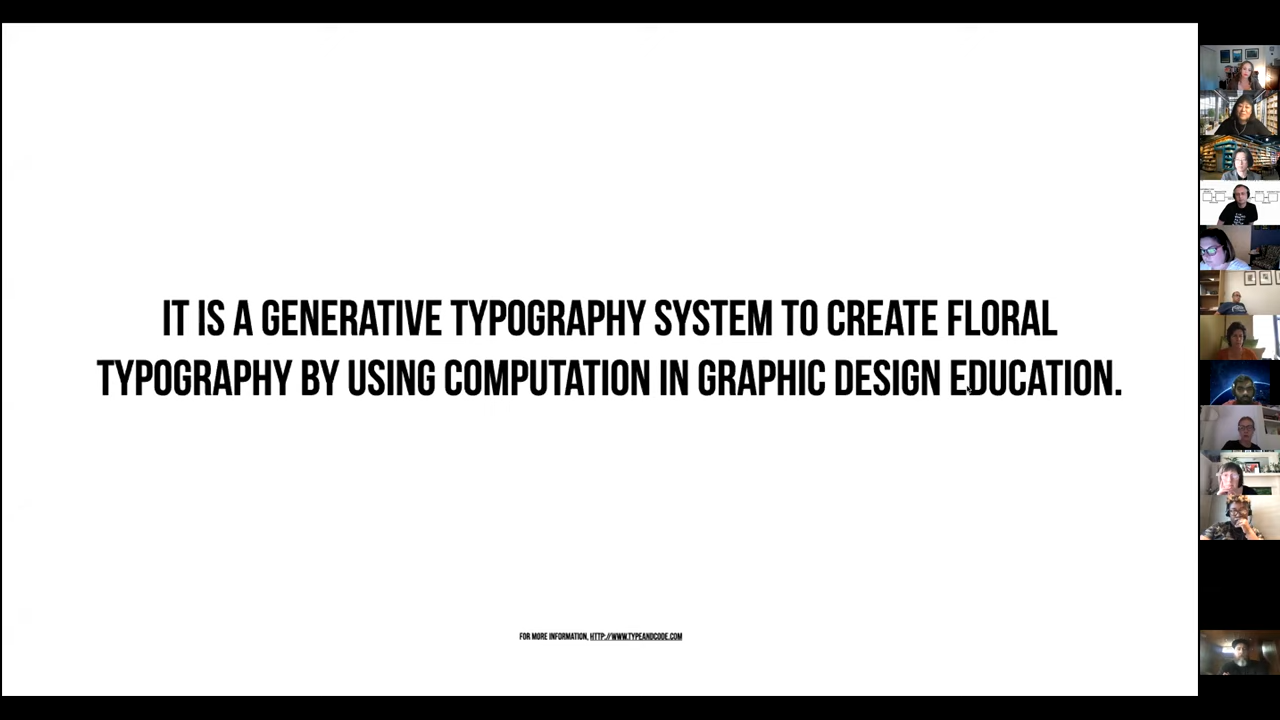 IT IS A GENERATIVE TYPOGRAPHY SYSTEM TO CREATE FLORAL
TYPOGRAPHY BY USING COMPUTATION IN GRAPHIC DESIGN EDUCATION.
FOR MORE INFORMATION, HTTP://WWW.TYPEANDCODE.COM